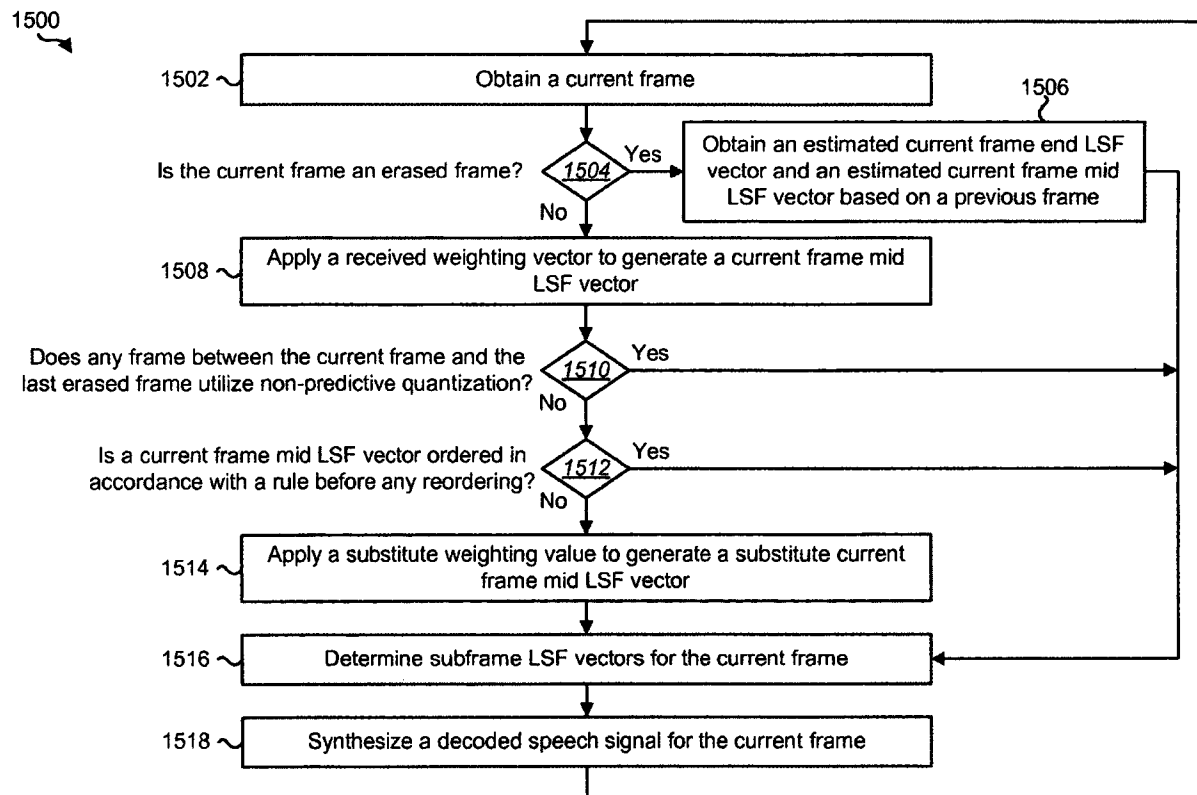 1500
1502
Obtain a current frame
1506
Is the current frame an erased frame?
1504
Yes
No
Obtain an estimated current frame end LSF
vector and an estimated current frame mid
LSF vector based on a previous frame
1508
Apply a received weighting vector to generate a current frame mid
LSF vector
Does any frame between the current frame and the
last erased frame utilize non-predictive quantization?
1510
Yes
No
Is a current frame mid LSF vector ordered in
accordance with a rule before any reordering?
1512
Yes
No
1514
Apply a substitute weighting value to generate a substitute current
frame mid LSF vector
1516
Determine subframe LSF vectors for the current frame
1518
Synthesize a decoded speech signal for the current frame